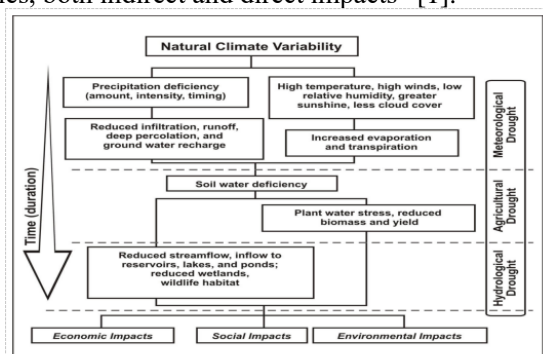 es, both indirect and direct impacts" [1].
Natural Climate Variability
Precipitation deficiency
(amount, intensity, timing)
High temperature, high winds, low
relative humidity, greater
sunshine, less cloud cover
Reduced infiltration, runoff,
deep percolation, and
ground water recharge
Increased evaporation
and transpiration
Meteorological
Drought
Soil water deficiency
Plant water stress, reduced
biomass and yield
Agricultural
Drought
Time (duration)
Reduced streamflow, inflow to
reservoirs, lakes, and ponds;
reduced wetlands,
wildlife habitat
Hydrological
Drought
Economic Impacts
Social Impacts
Environmental Impacts